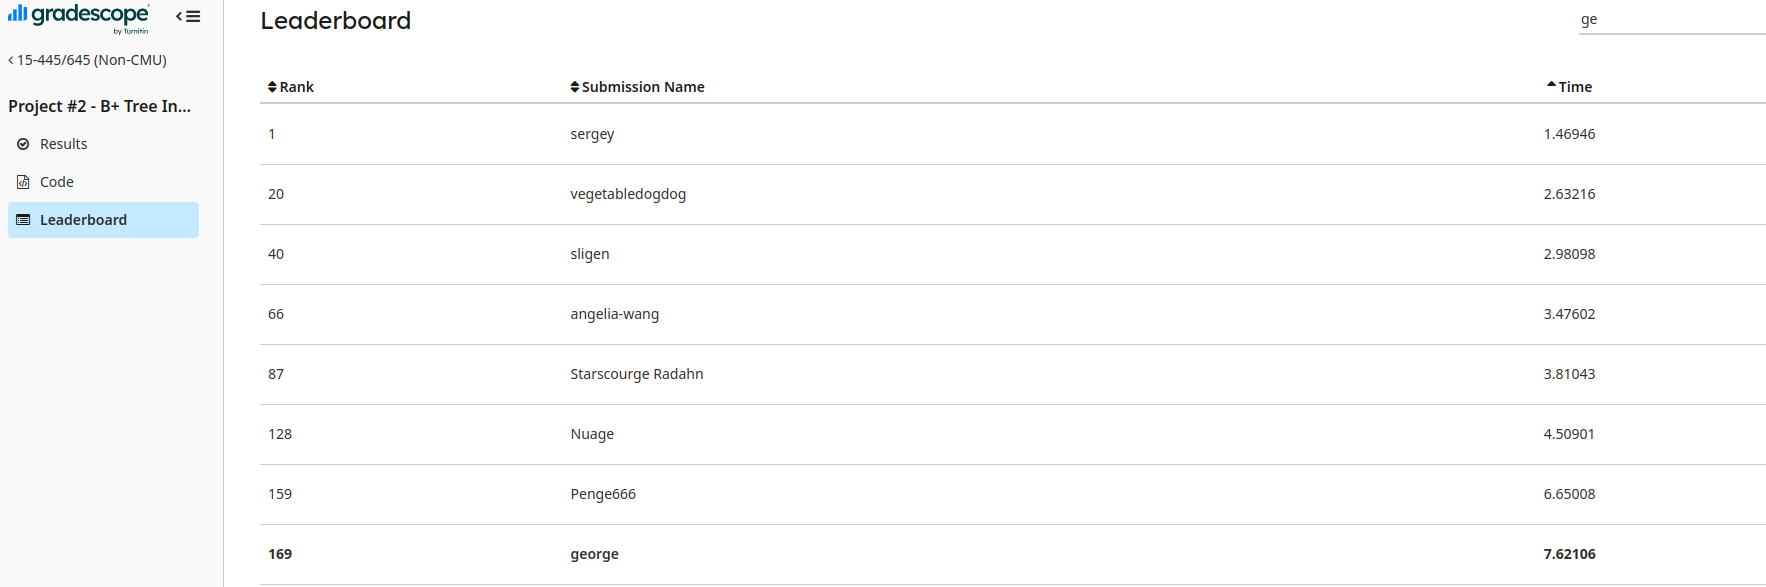 gradescope
by Turnitin
15-445/645 (Non-CMU)
Project #2 - B+ Tree In...
Results
Code
Leaderboard
Leaderboard
ge
Rank Submission Name Time
1 sergey 1.46946
20 vegetabledogdog 2.63216
40 sligen 2.98098
66 angelia-wang 3.47602
87 Starscourge Radahn 3.81043
128 Nuage 4.50901
159 Penge666 6.65008
169 george 7.62106